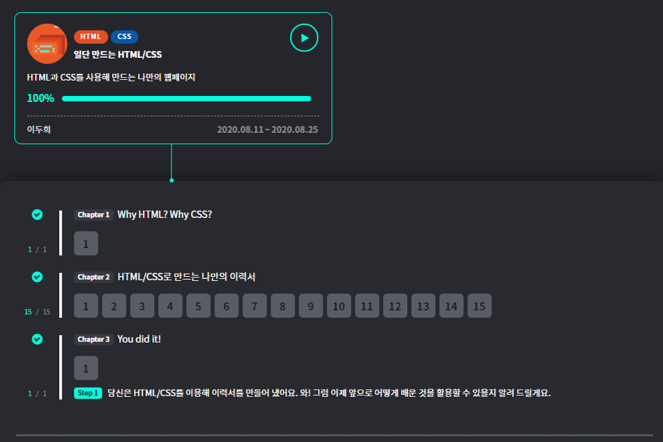 HTML CSS
일단 만드는 HTML/CSS
HTML과 CSS를 사용해 만드는 나만의 웹페이지
100%
이두희 2020.08.11 ~ 2020.08.25
Chapter 1 Why HTML? Why CSS?
1
1 / 1
Chapter 2 HTML/CSS로 만드는 나만의 이력서
1 2 3 4 5 6 7 8 9 10 11 12 13 14 15
15 / 15
Chapter 3 You did it!
1
1 / 1 Step 1 당신은 HTML/CSS를 이용해 이력서를 만들어 냈어요. 와! 그럼 이제 앞으로 어떻게 배운 것을 활용할 수 있을지 알려 드릴게요.